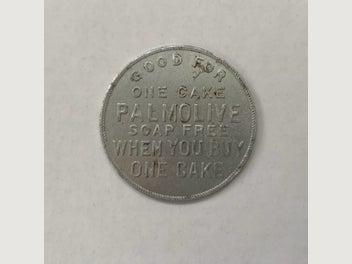 GOOD FOR
ONE CAKE
PALMOLIVE
SOAP FREE
WHEN YOU BUY
ONE CAKE